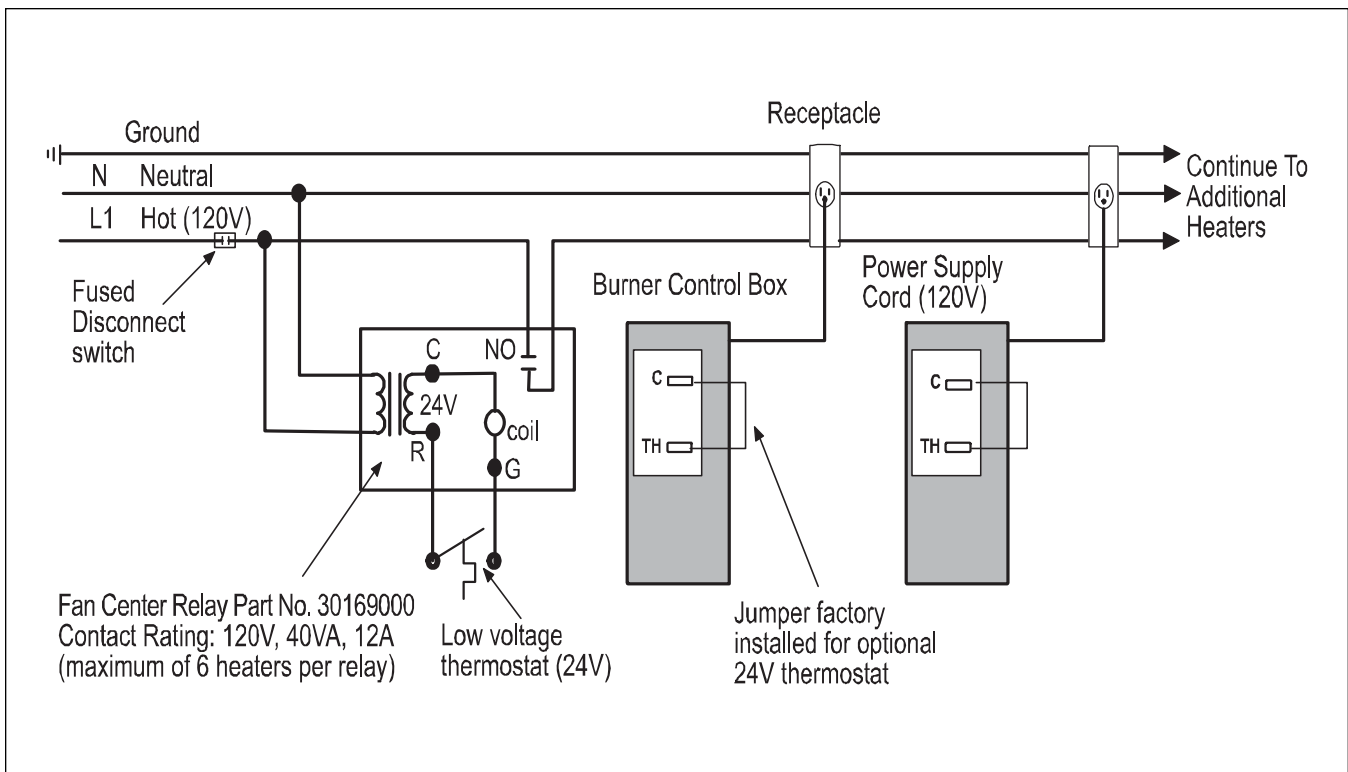 Receptacle
Ground
N Neutral
L1 Hot (120V)
Continue To
Additional
Heaters
Fused
Disconnect
switch
Burner Control Box
Power Supply
Cord (120V)
C
NO
24V
coil
R
G
C
TH
C
TH
Fan Center Relay Part No. 30169000
Contact Rating: 120V, 40VA, 12A
(maximum of 6 heaters per relay)
Low voltage
thermostat (24V)
Jumper factory
installed for optional
24V thermostat